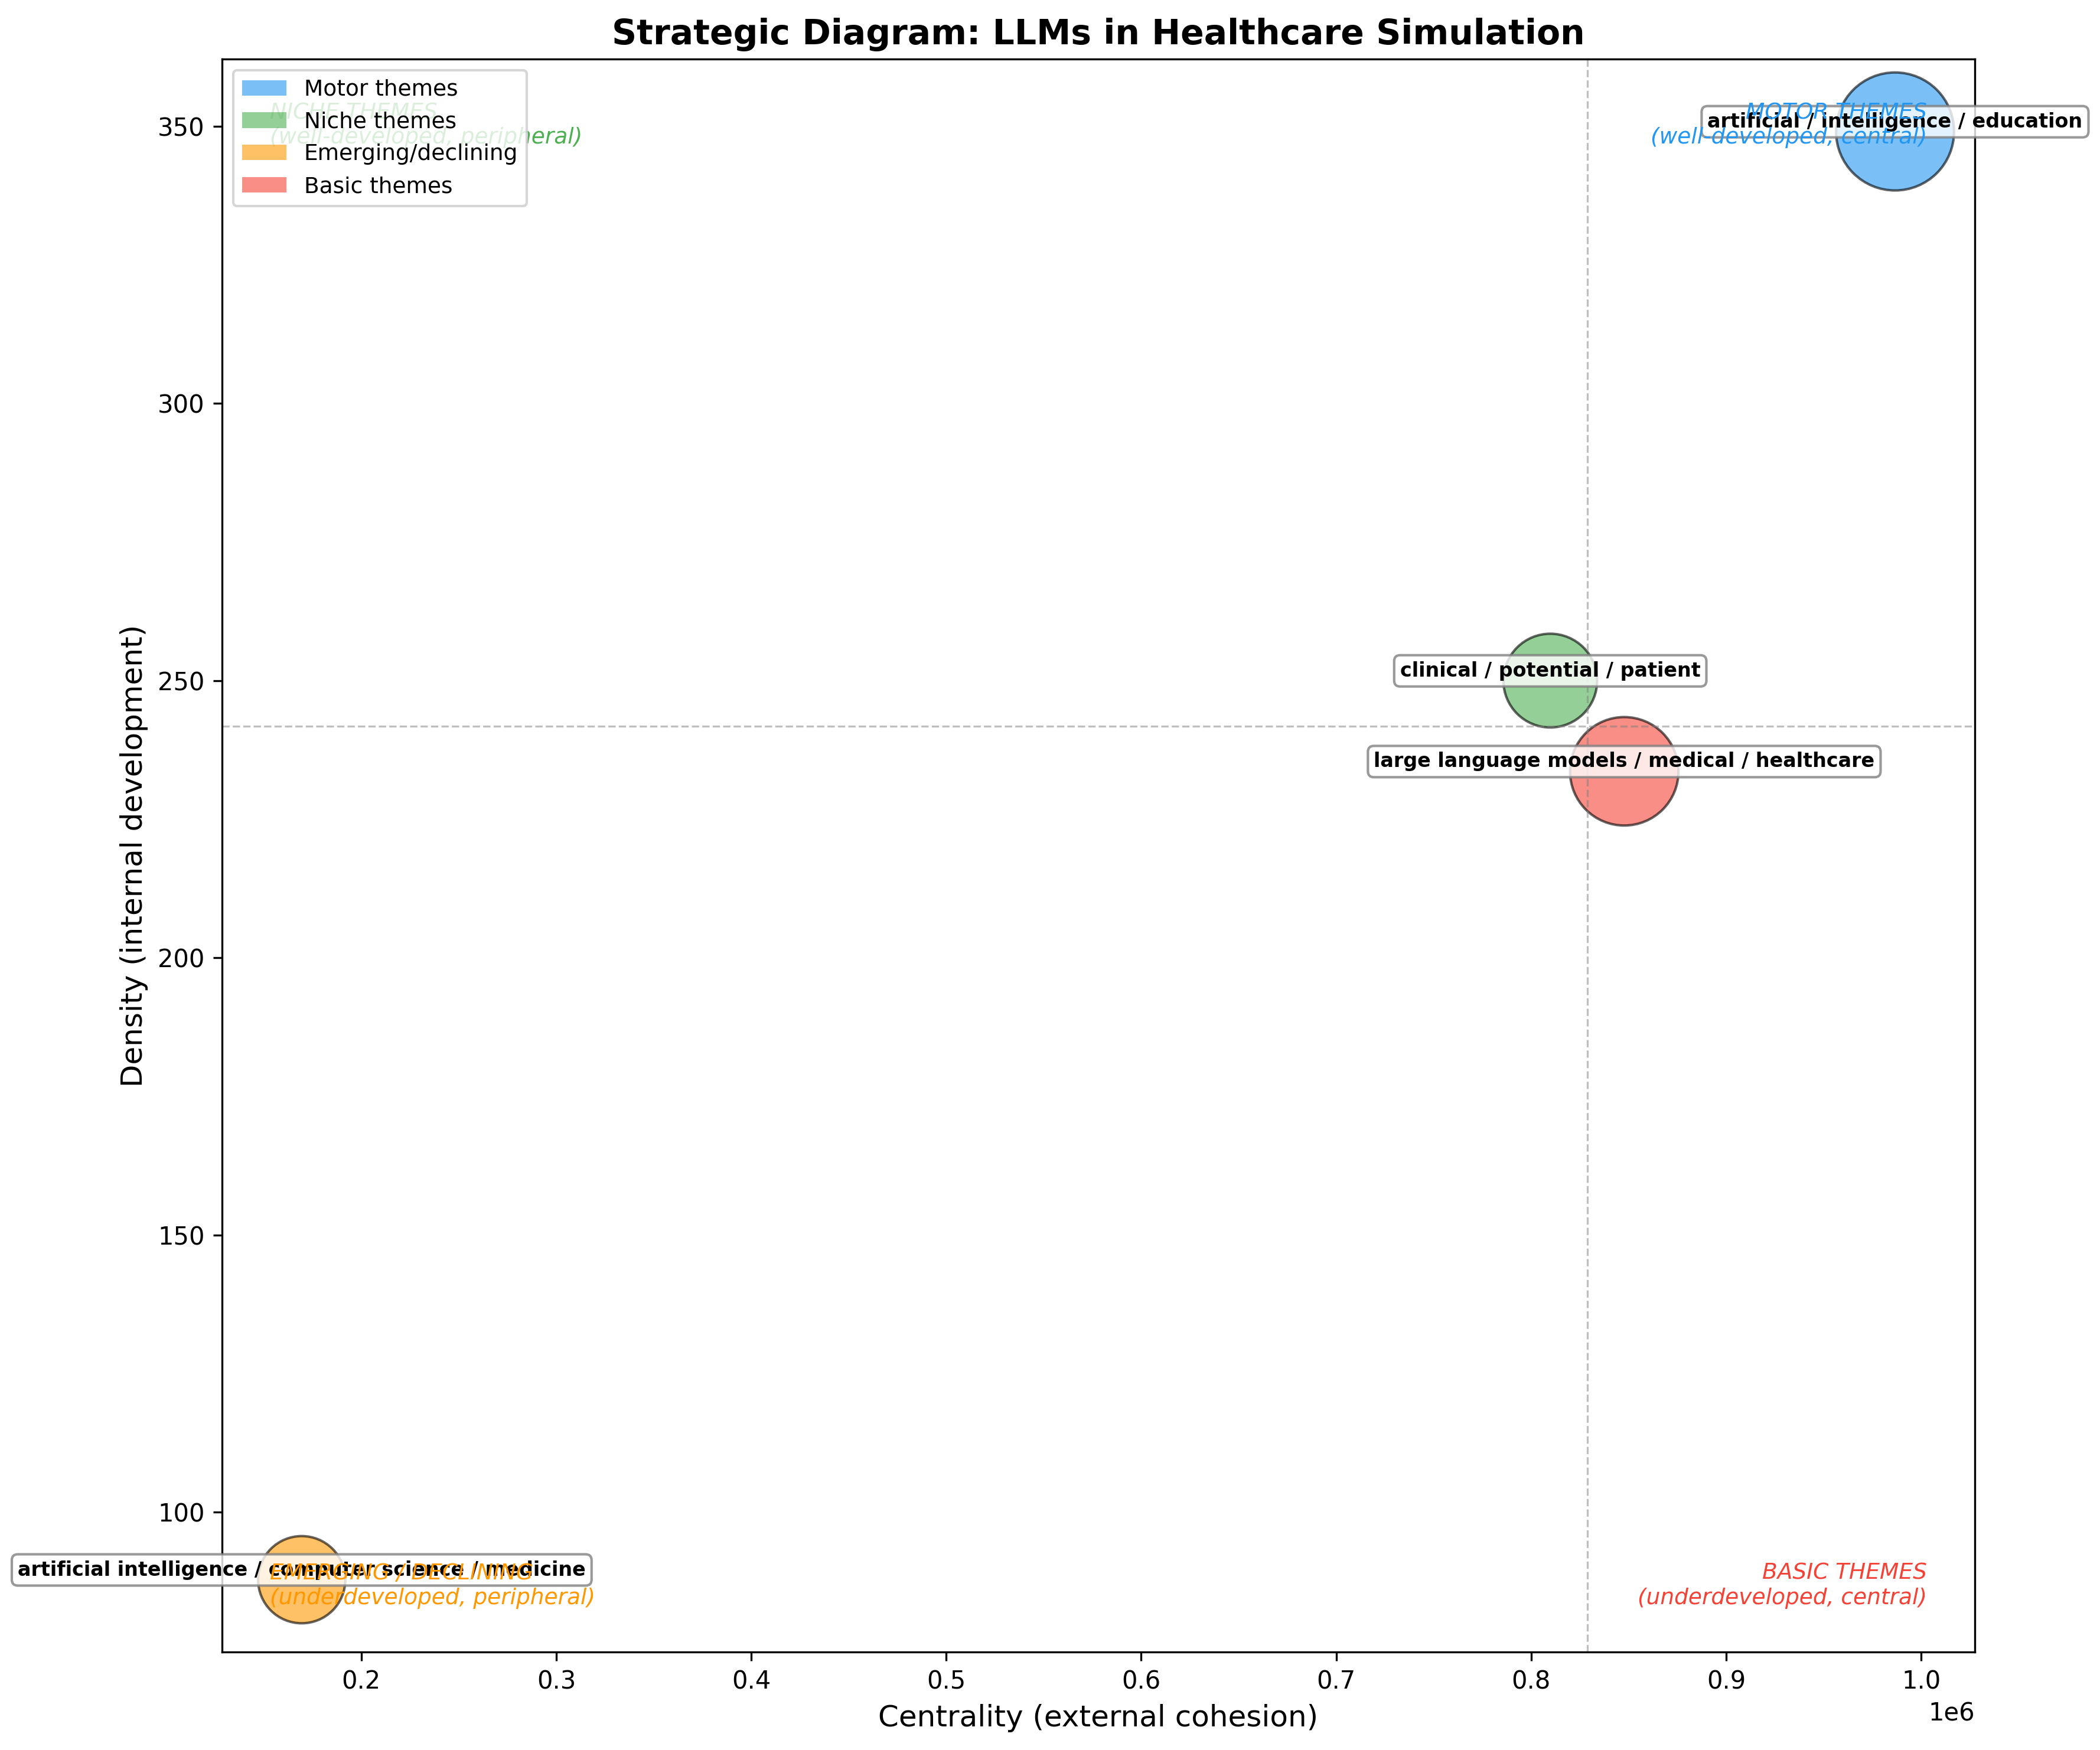 Strategic Diagram: LLMs in Healthcare Simulation
Motor themes
Niche themes
Emerging/declining
Basic themes
NICHE THEMES
(well-developed, peripheral)
MOTOR THEMES
(well-developed, central)
artificial / intelligence / education
clinical / potential / patient
large language models / medical / healthcare
artificial intelligence / computer science / medicine
EMERGING / DECLINING
(underdeveloped, peripheral)
BASIC THEMES
(underdeveloped, central)
Density (internal development)
350
300
250
200
150
100
0.2 0.3 0.4 0.5 0.6 0.7 0.8 0.9 1.0
1e6
Centrality (external cohesion)